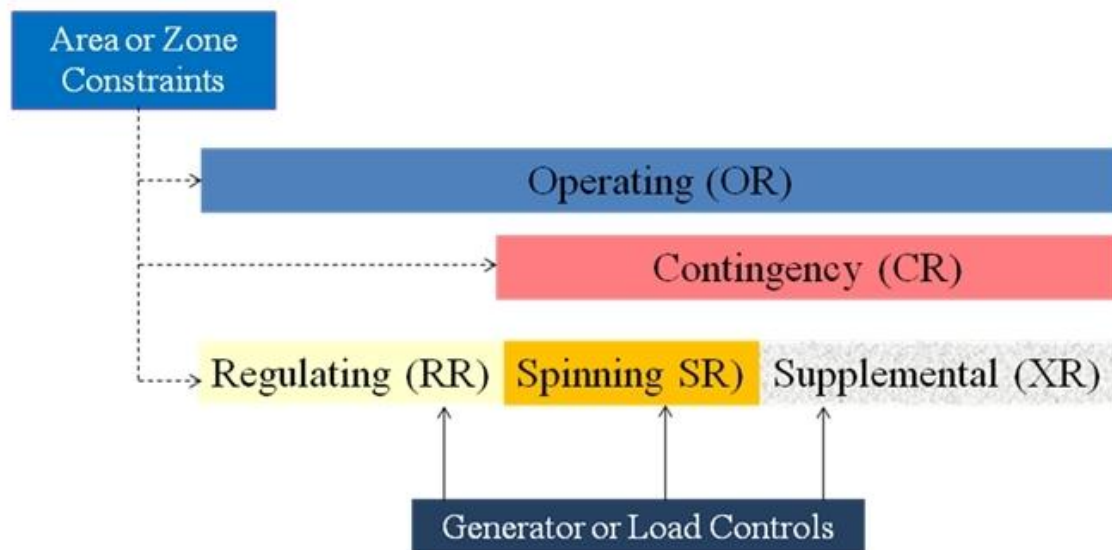 Area or Zone
Constraints
Operating (OR)
Contingency (CR)
Regulating (RR) Spinning SR) Supplemental (XR)
Generator or Load Controls